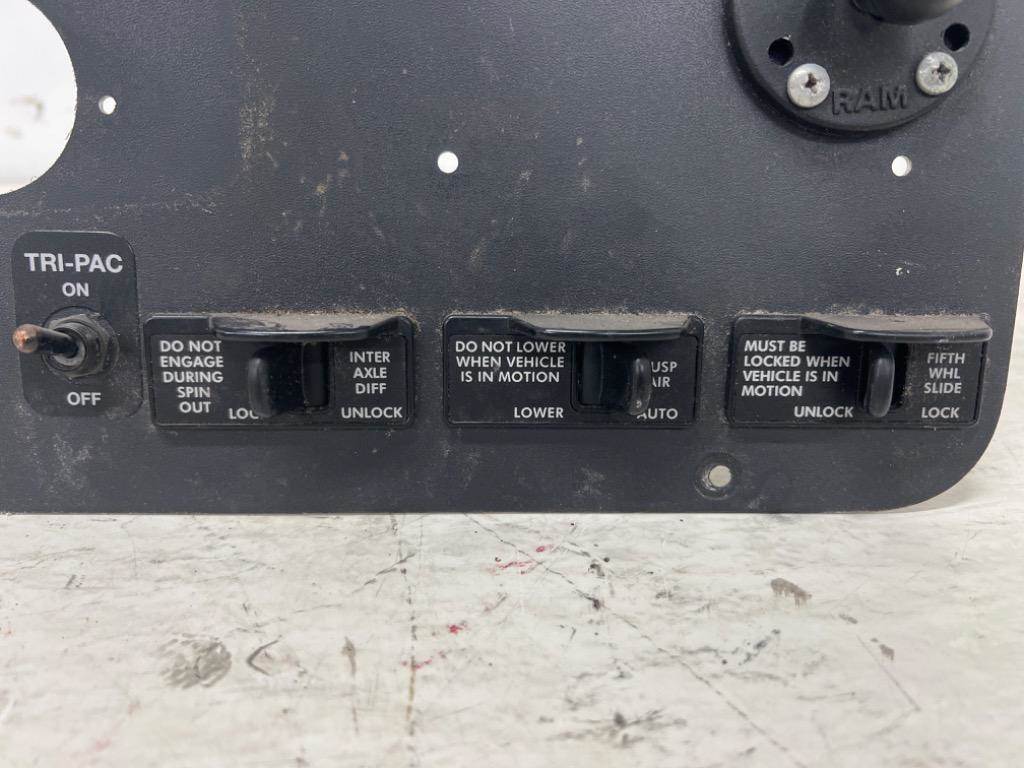 RAM
TRI-PAC
ON
OFF
DO NOT
ENGAGE
DURING
SPIN
OUT
INTER
AXLE
DIFF
UNLOCK
DO NOT LOWER
WHEN VEHICLE
IS IN MOTION
LOWER
AUTO
MUST BE
LOCKED WHEN
VEHICLE IS IN
MOTION
UNLOCK
FIFTH
WHL
SLIDE
LOCK